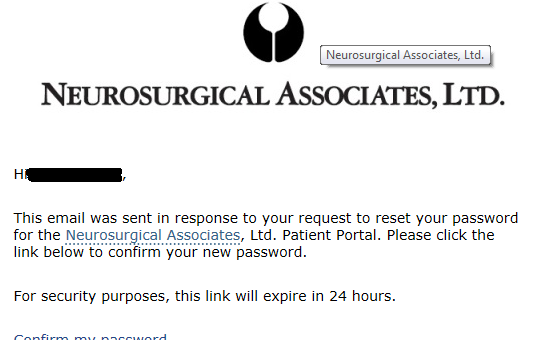 Neurosurgical Associates, Ltd.
NEUROSURGICAL ASSOCIATES, LTD.
Hi ,
This email was sent in response to your request to reset your password
for the Neurosurgical Associates, Ltd. Patient Portal. Please click the
link below to confirm your new password.
For security purposes, this link will expire in 24 hours.
Confirm my password